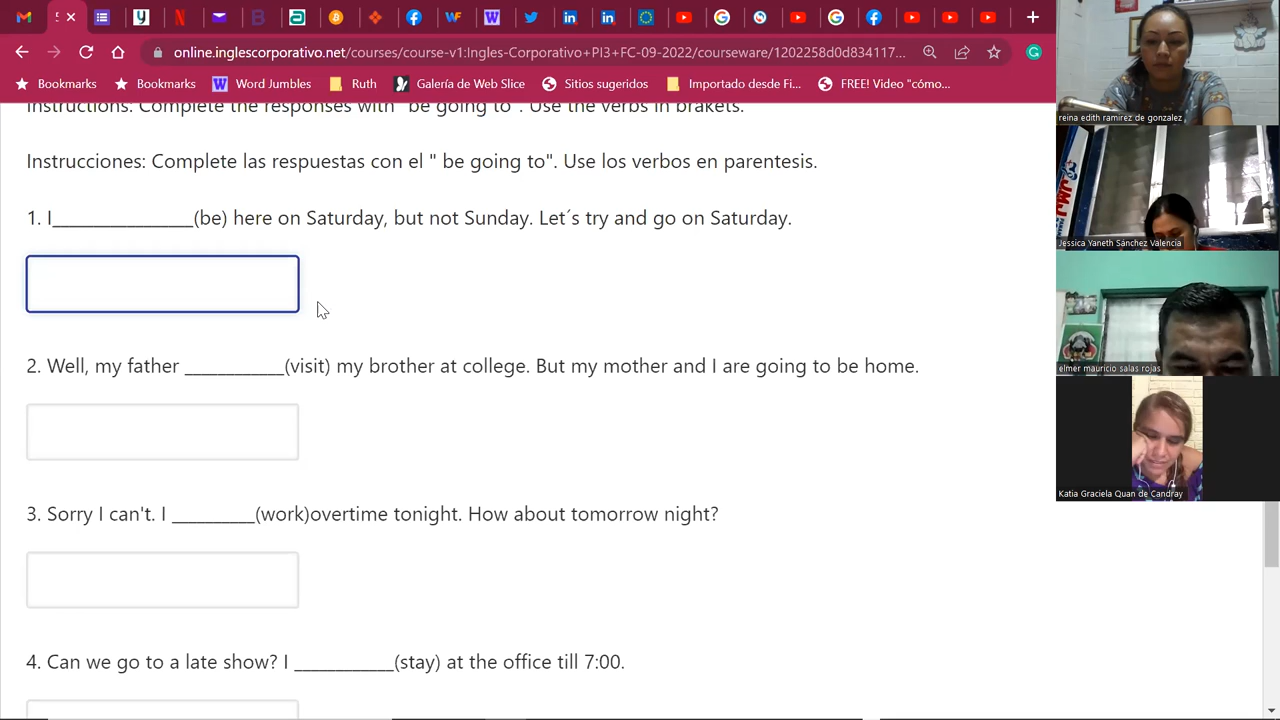 online.inglescorporativo.net/courses/course-v1:Ingles-Corporativo+PI3+FC-09-2022/courseware/1202258d0d834117...
Bookmarks
Bookmarks
Word Jumbles
Ruth
Galería de Web Slice
Sitios sugeridos
Importado desde Fi...
FREE! Video "cómo...
Instructions: Complete the responses with "be going to". Use the verbs in brakets.
Instrucciones: Complete las respuestas con el " be going to". Use los verbos en parentesis.
1. I________________(be) here on Saturday, but not Sunday. Let´s try and go on Saturday.
2. Well, my father ___________(visit) my brother at college. But my mother and I are going to be home.
3. Sorry I can't. I _________(work)overtime tonight. How about tomorrow night?
4. Can we go to a late show? I ___________(stay) at the office till 7:00.
reina edith ramirez de gonzalez
Jessica Yaneth Sánchez Valencia
elmer mauricio salas rojas
Katia Graciela Quan de Candray
JMJ